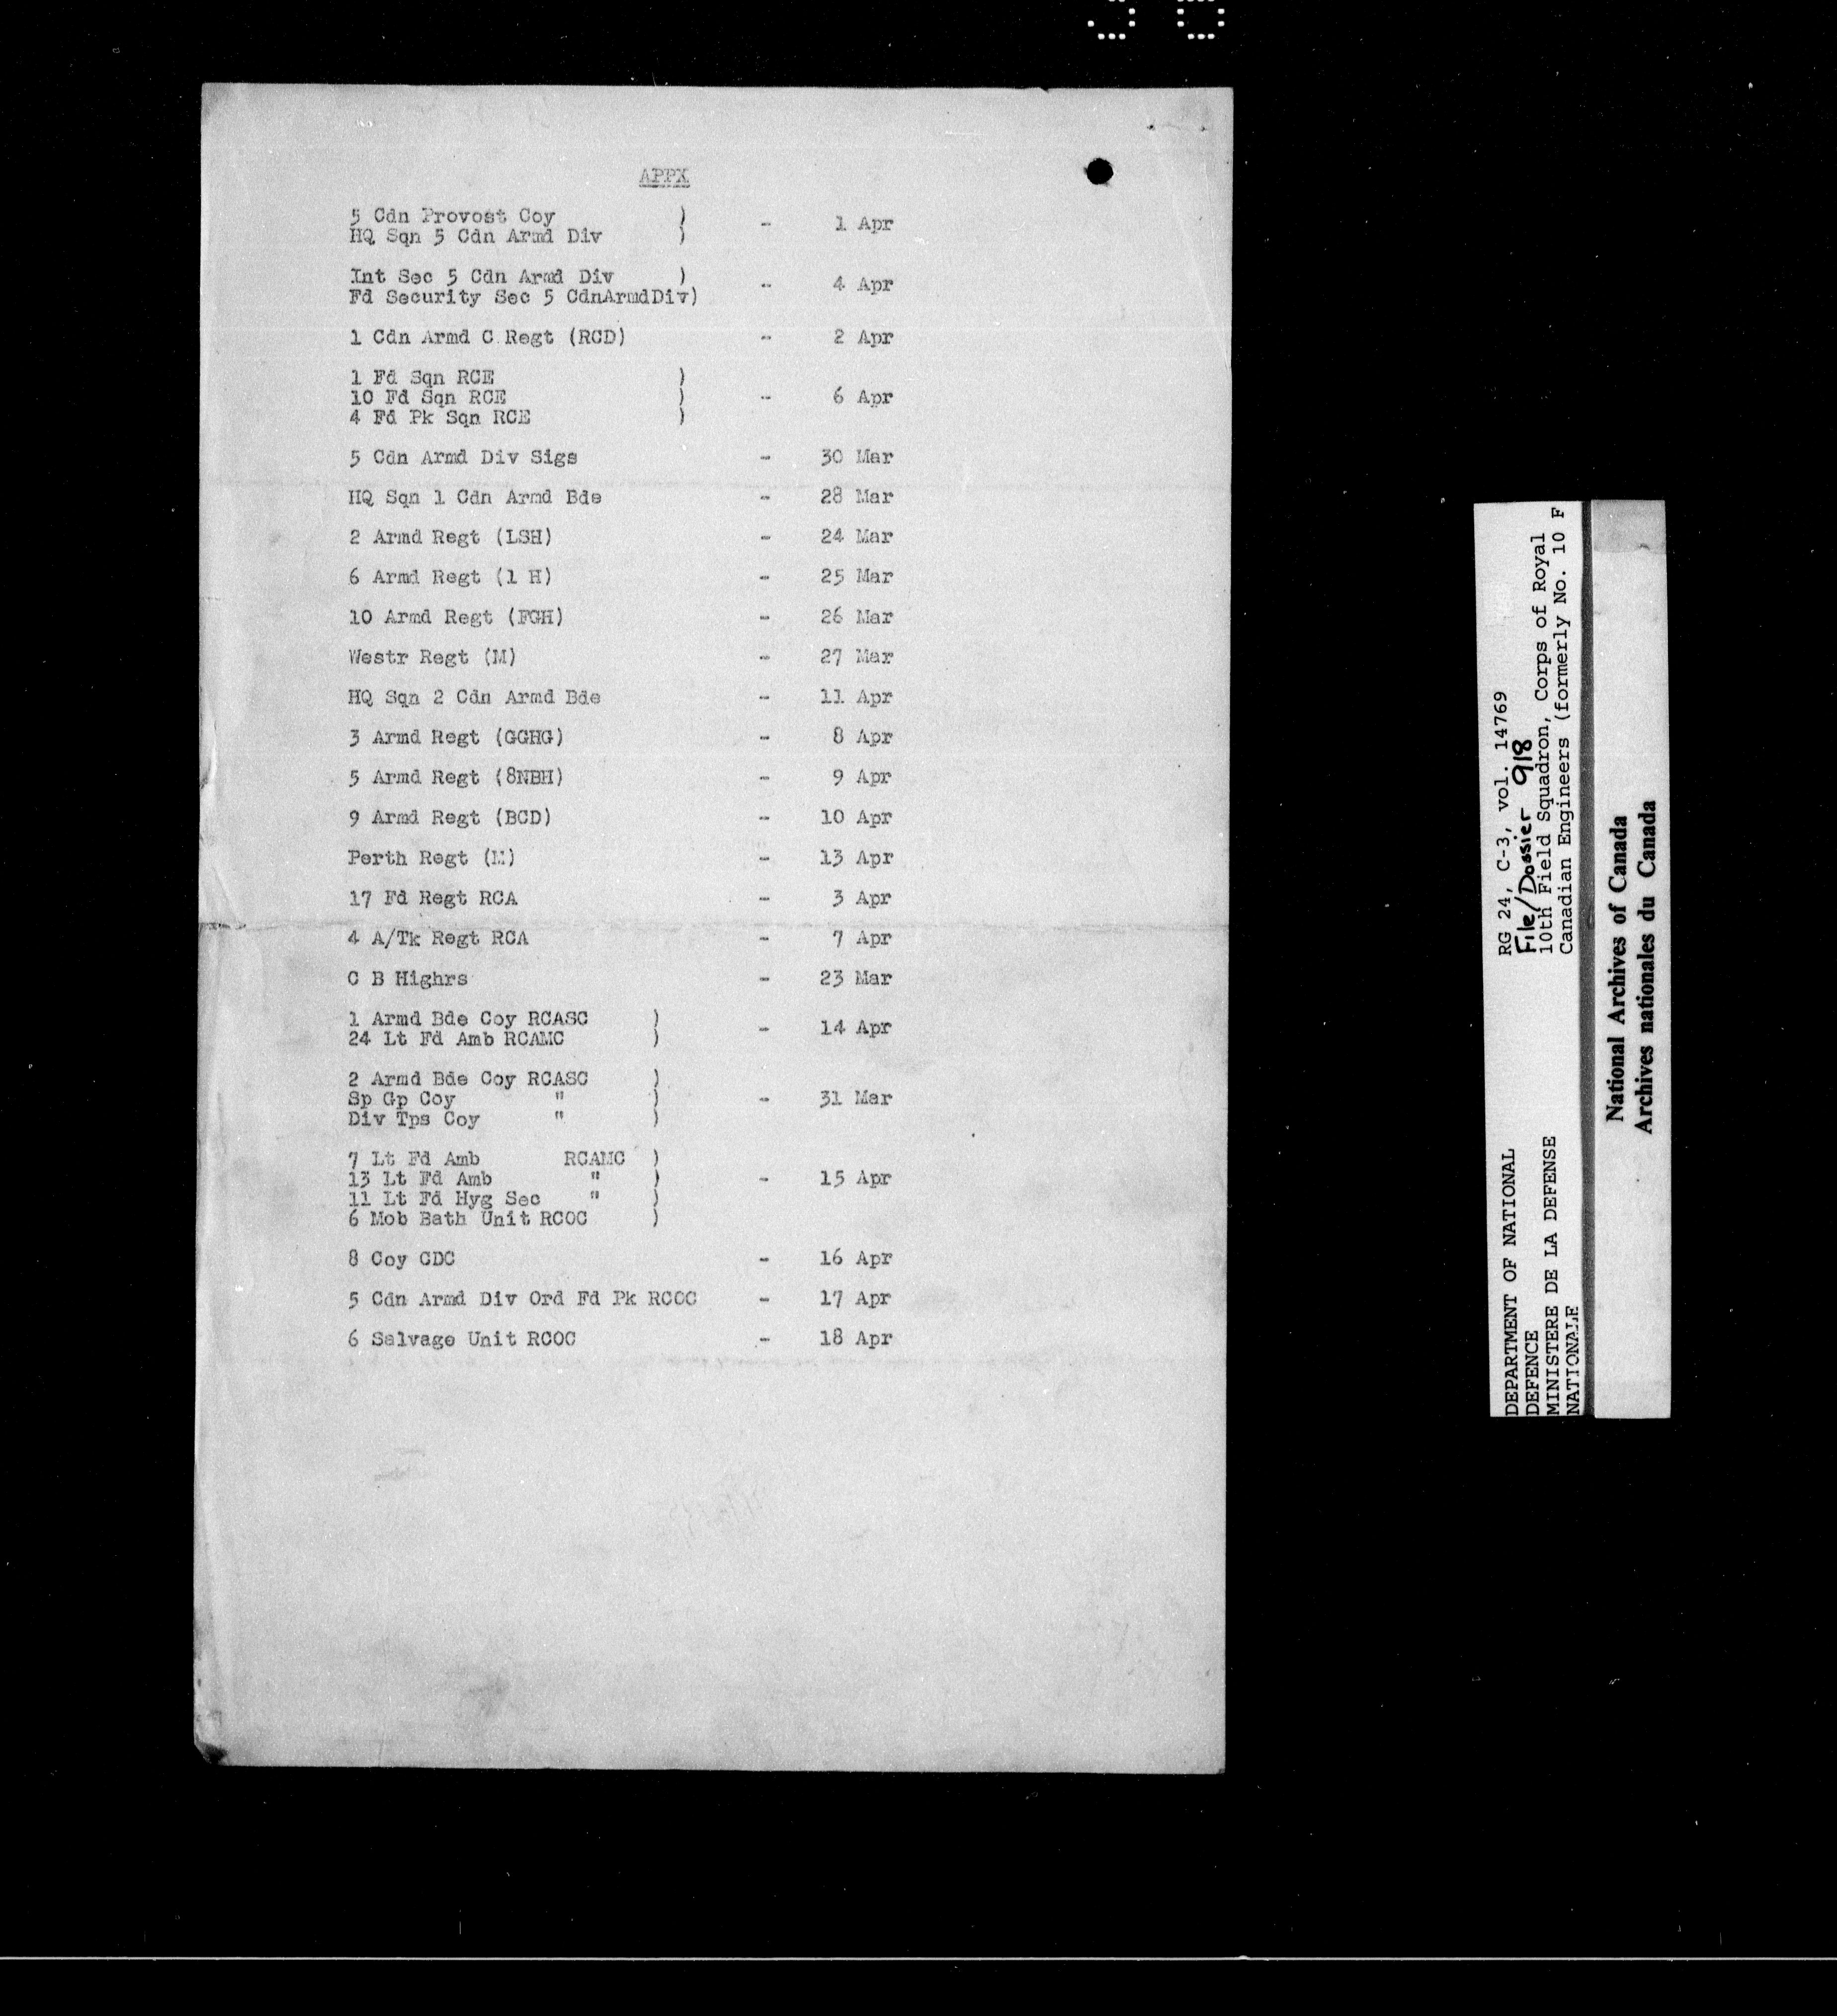 APPX
5 Cdn Provost Coy )
HQ Sqn 5 Cdn Armd Div ) - 1 Apr
Int Sec 5 Cdn Armd Div )
Fd Security Sec 5 CdnArmdDiv) - 4 Apr
1 Cdn Armd C Regt (RCD) - 2 Apr
1 Fd Sqn RCE )
10 Fd Sqn RCE ) - 6 Apr
4 Fd Pk Sqn RCE )
5 Cdn Armd Div Sigs - 30 Mar
HQ Sqn 1 Cdn Armd Bde - 28 Mar
2 Armd Regt (LSH) - 24 Mar
6 Armd Regt (1 H) - 25 Mar
10 Armd Regt (FGH) - 26 Mar
Westr Regt (M) - 27 Mar
HQ Sqn 2 Cdn Armd Bde - 11 Apr
3 Armd Regt (GGHG) - 8 Apr
5 Armd Regt (8NBH) - 9 Apr
9 Armd Regt (BCD) - 10 Apr
Perth Regt (M) - 13 Apr
17 Fd Regt RCA - 3 Apr
4 A/Tk Regt RCA - 7 Apr
C B Highrs - 23 Mar
1 Armd Bde Coy RCASC )
24 Lt Fd Amb RCAMC ) - 14 Apr
2 Armd Bde Coy RCASC )
Sp Gp Coy " ) - 31 Mar
Div Tps Coy " )
7 Lt Fd Amb RCAMC )
13 Lt Fd Amb " ) - 15 Apr
11 Lt Fd Hyg Sec " )
6 Mob Bath Unit RCOC )
8 Coy CDC - 16 Apr
5 Cdn Armd Div Ord Fd Pk RCOC - 17 Apr
6 Salvage Unit RCOC - 18 Apr
DEPARTMENT OF NATIONAL
DEFENCE
MINISTERE DE LA DEFENSE
NATIONALE
RG 24, C-3, vol. 14769
File/Dossier 918
10th Field Squadron, Corps of Royal
Canadian Engineers (formerly No. 10 F
National Archives of Canada
Archives nationales du Canada